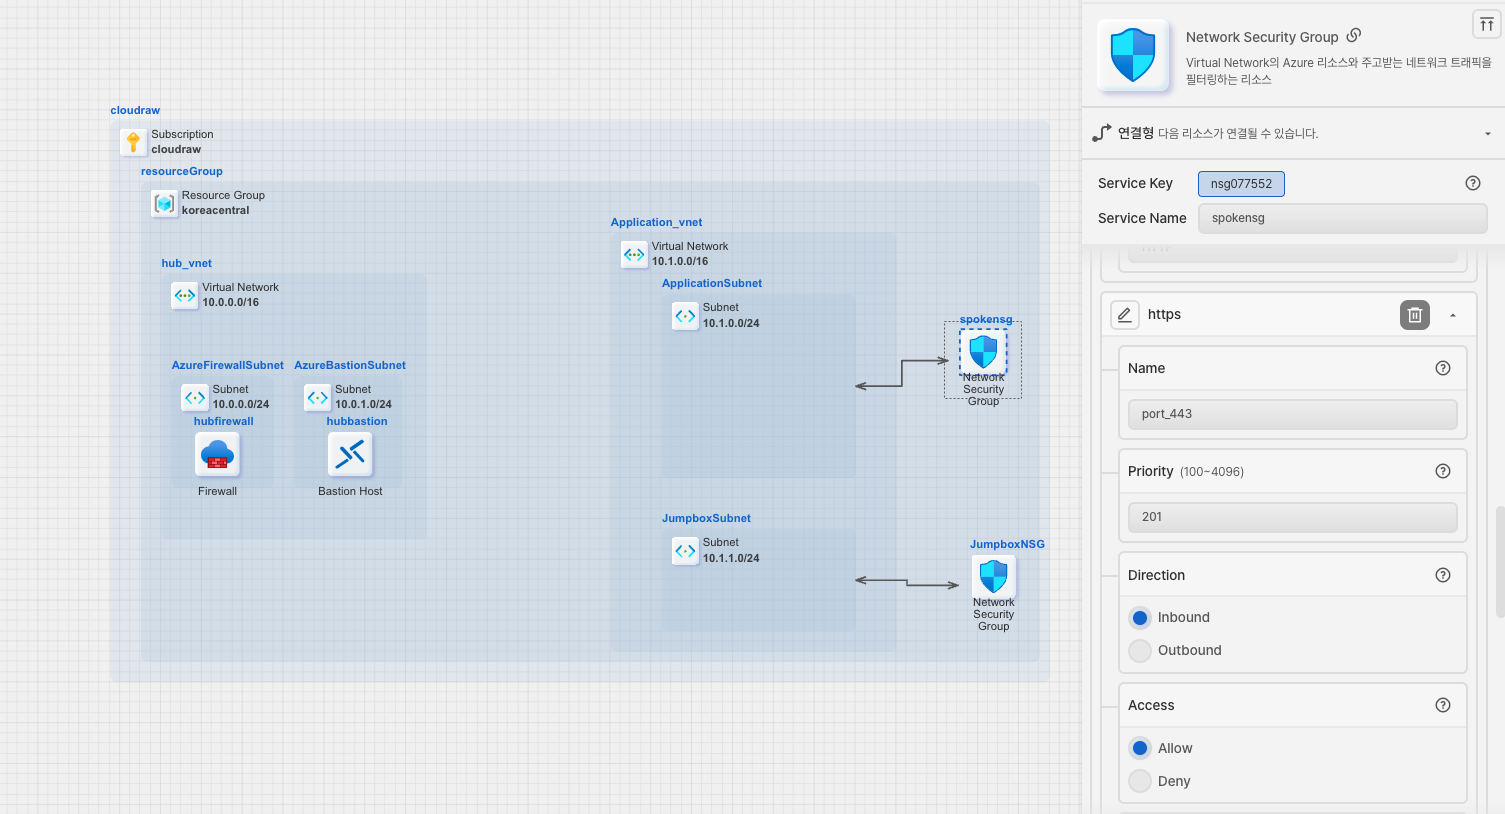 cloudraw
Subscription
cloudraw
resourceGroup
Resource Group
koreacentral
hub_vnet
Virtual Network
10.0.0.0/16
AzureFirewallSubnet
Subnet
10.0.0.0/24
hubfirewall
Firewall
AzureBastionSubnet
Subnet
10.0.1.0/24
hubbastion
Bastion Host
Application_vnet
Virtual Network
10.1.0.0/16
ApplicationSubnet
Subnet
10.1.0.0/24
spokensg
Network
Security
Group
JumpboxSubnet
Subnet
10.1.1.0/24
JumpboxNSG
Network
Security
Group
Network Security Group
Virtual Network의 Azure 리소스와 주고받는 네트워크 트래픽을
필터링하는 리소스
연결형 다음 리소스가 연결될 수 있습니다.
Service Key nsg077552
Service Name spokensg
https
Name
port_443
Priority (100~4096)
201
Direction
Inbound
Outbound
Access
Allow
Deny